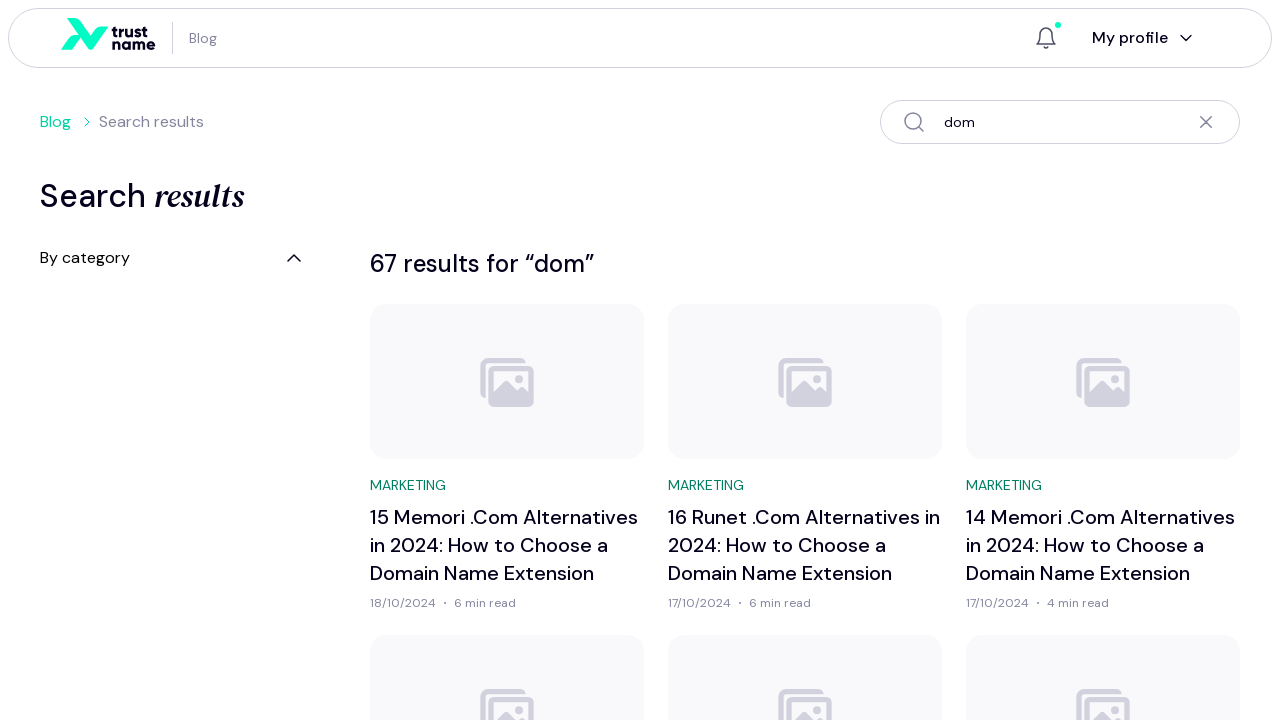 trust
name
Blog
My profile
Blog
Search results
dom
Search results
By category
67 results for “dom”
MARKETING
15 Memori .Com Alternatives
in 2024: How to Choose a
Domain Name Extension
18/10/2024 • 6 min read
MARKETING
16 Runet .Com Alternatives in
2024: How to Choose a
Domain Name Extension
17/10/2024 • 6 min read
MARKETING
14 Memori .Com Alternatives
in 2024: How to Choose a
Domain Name Extension
17/10/2024 • 4 min read